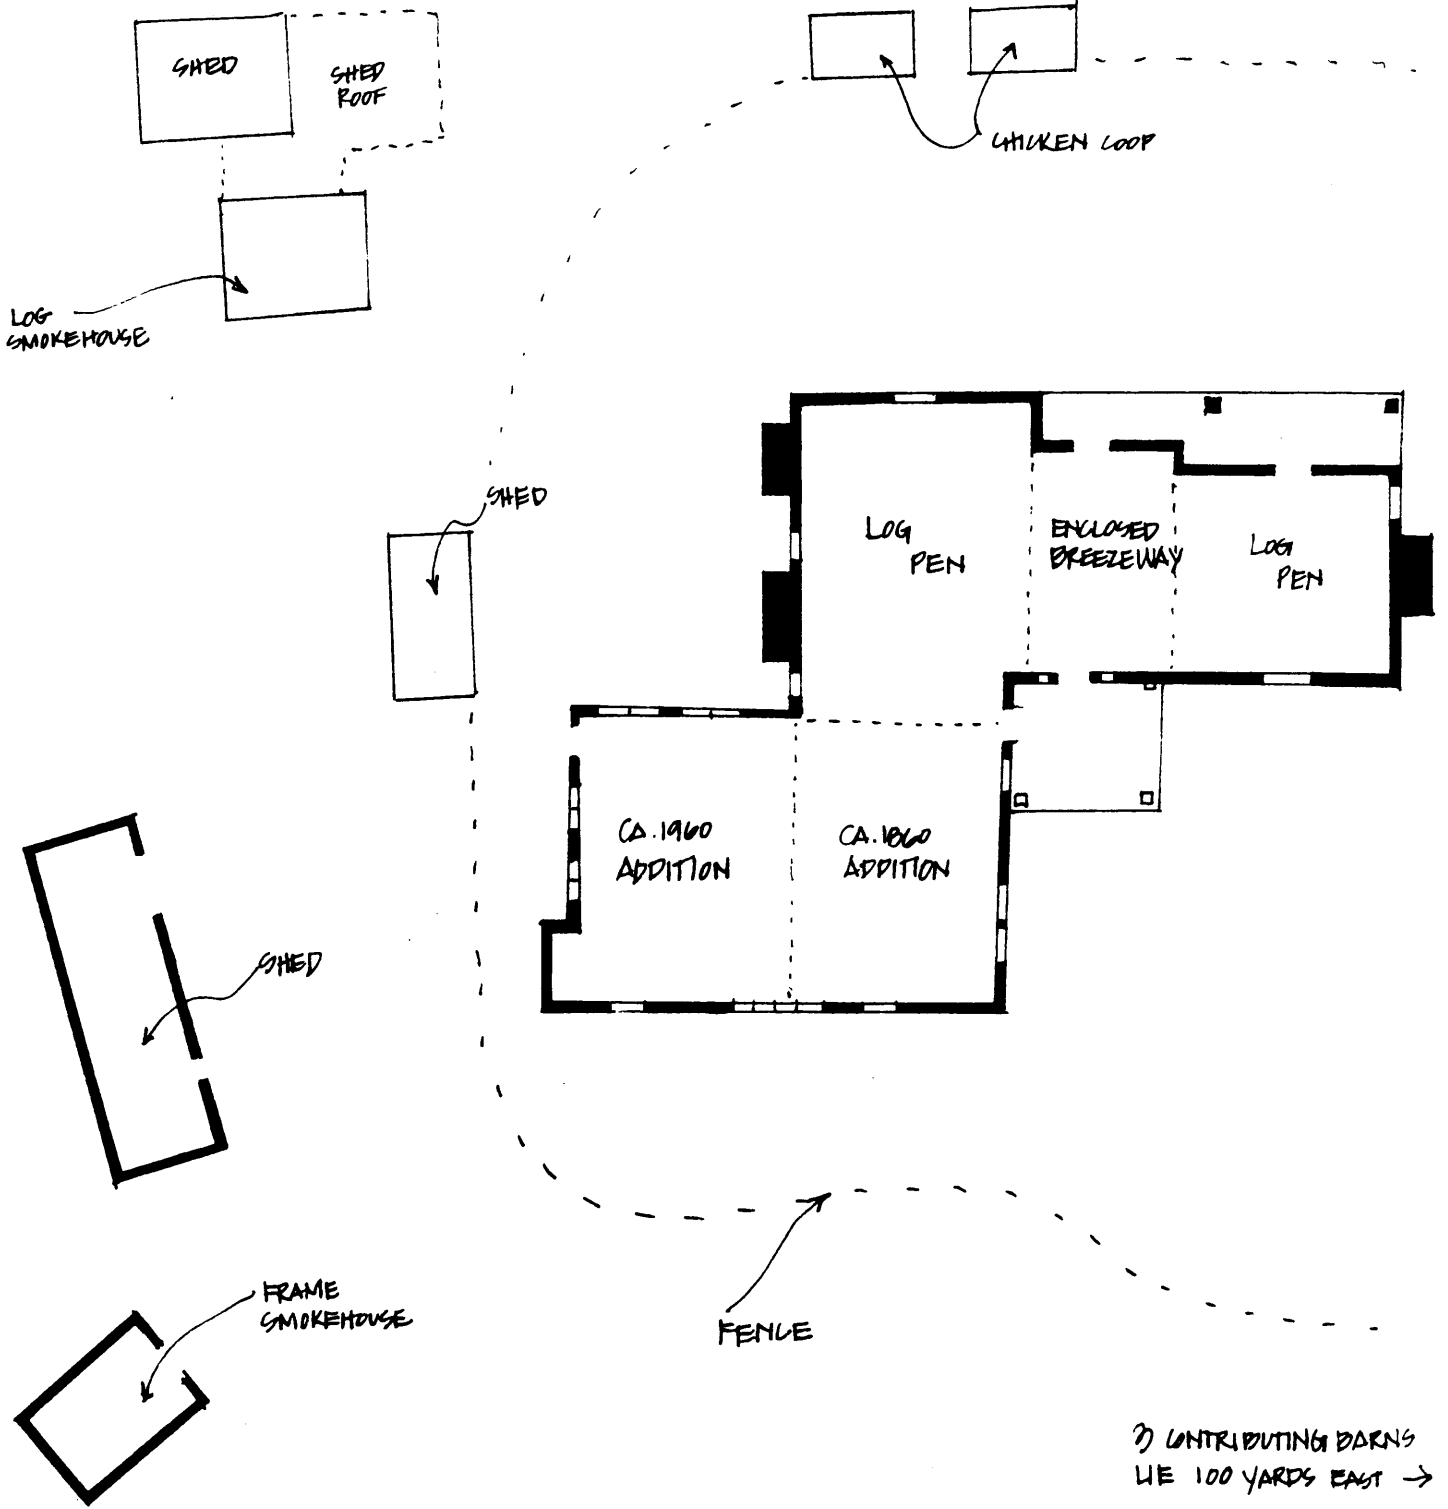 SHED
SHED
ROOF
CHICKEN COOP
LOG
SMOKEHOUSE
SHED
LOG
PEN
ENCLOSED
BREEZEWAY
LOG
PEN
CA. 1960
ADDITION
CA. 1860
ADDITION
SHED
FRAME
SMOKEHOUSE
FENCE
3 CONTRIBUTING BARNS
LIE 100 YARDS EAST →